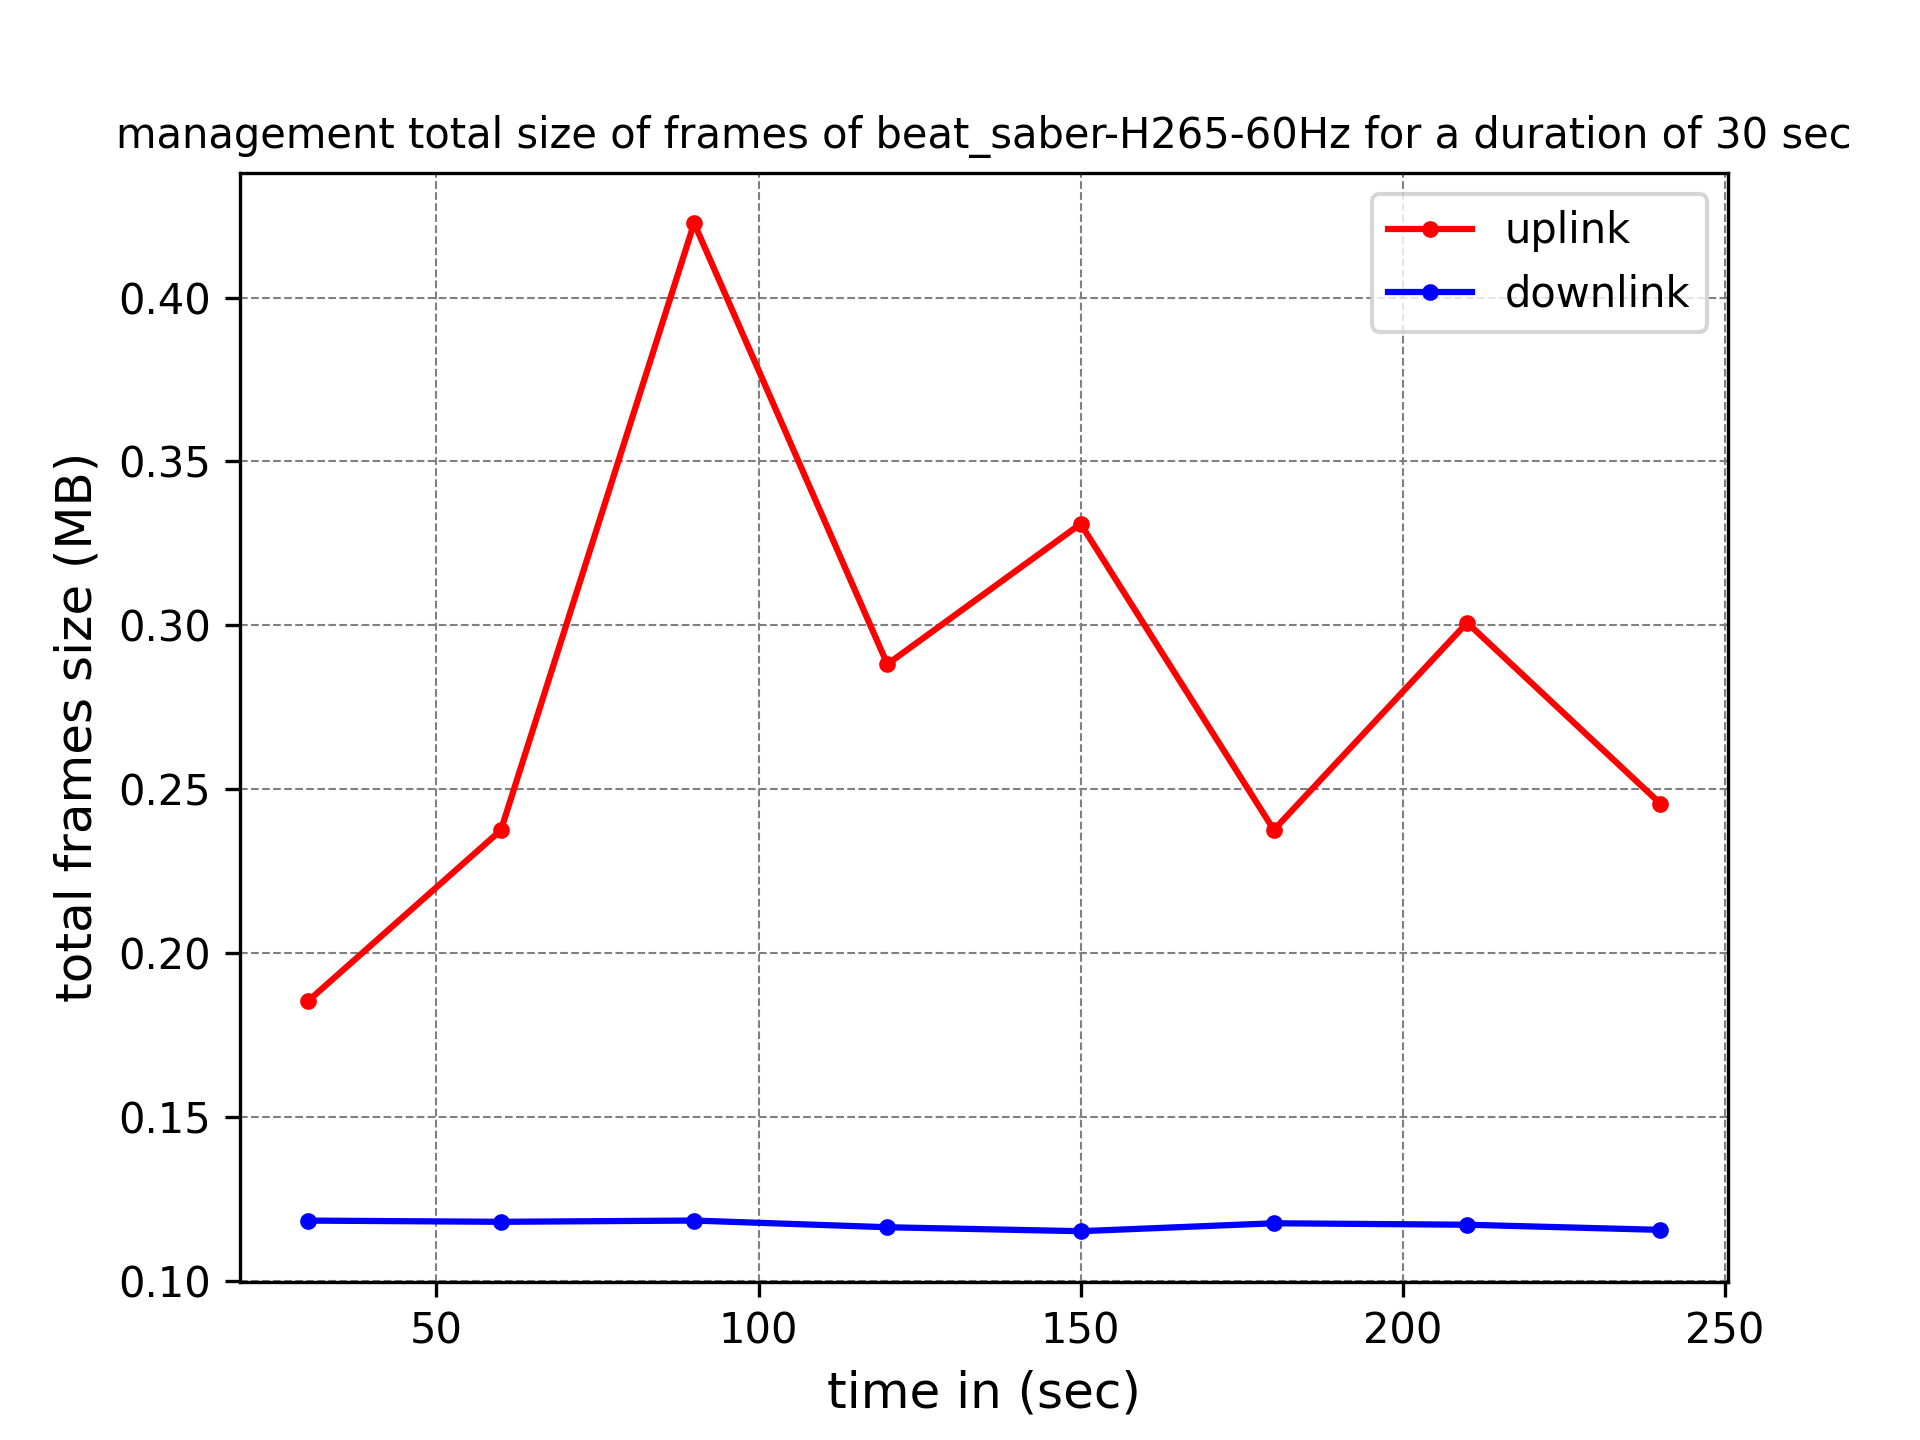 management total size of frames of beat_saber-H265-60Hz for a duration of 30 sec
uplink
downlink
total frames size (MB)
0.40
0.35
0.30
0.25
0.20
0.15
0.10
50 100 150 200 250
time in (sec)